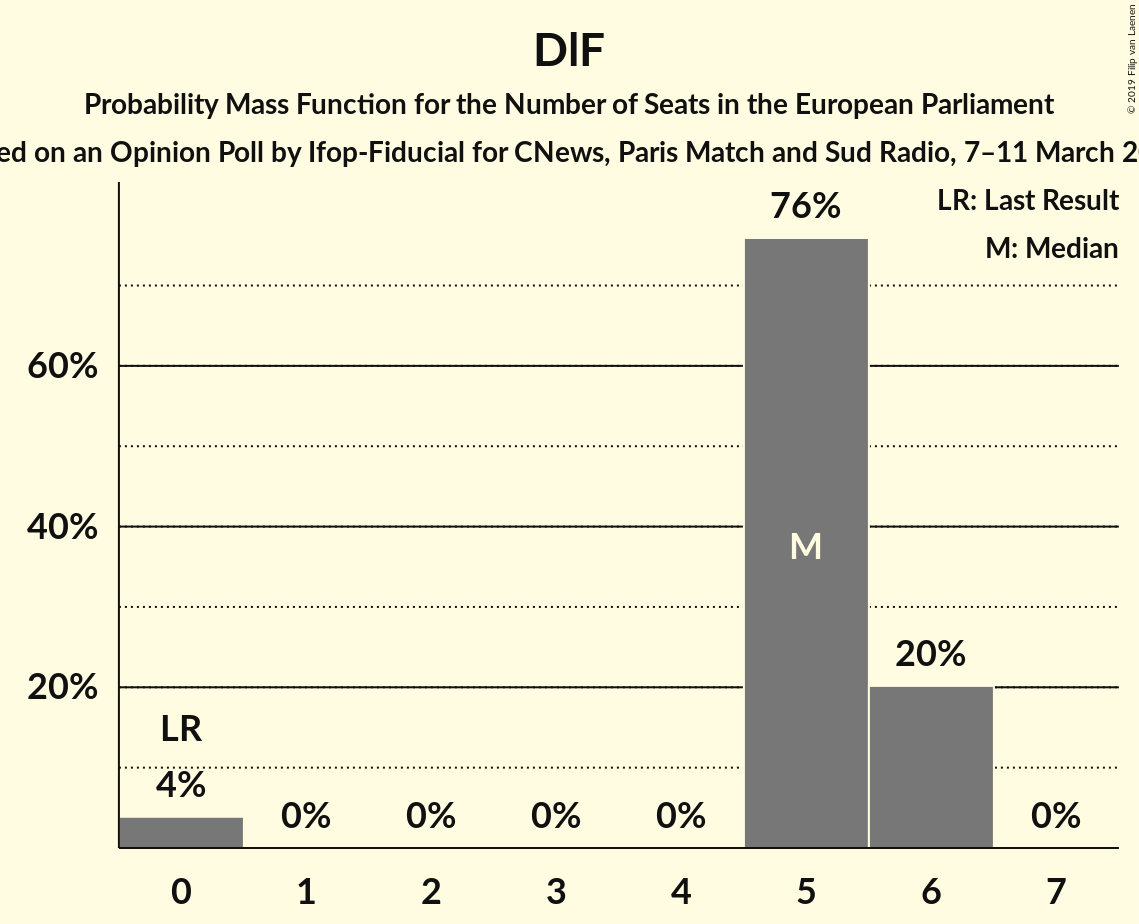 DlF
Probability Mass Function for the Number of Seats in the European Parliament
on an Opinion Poll by Ifop-Fiducial for CNews, Paris Match and Sud Radio, 7–11 March
© 2019 Filip van Laenen
LR: Last Result
M: Median
76%
60%
40%
M
20%
20%
LR
4%
0%
0%
0%
0%
0%
0
1
2
3
4
5
6
7